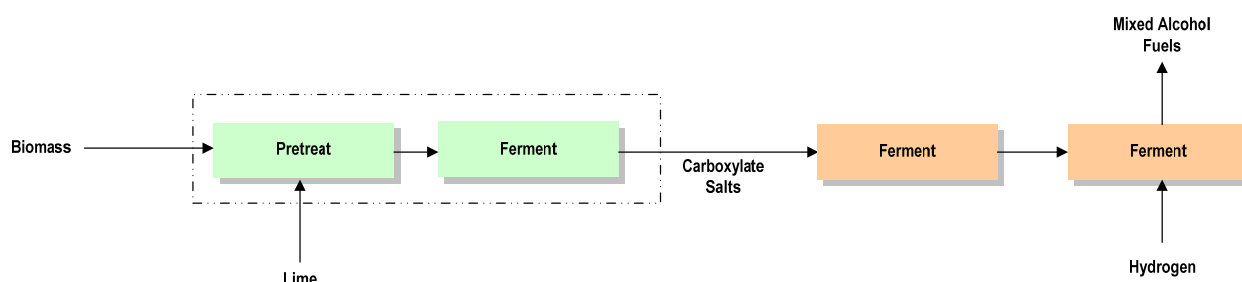 Mixed Alcohol
Fuels
Biomass
Pretreat
Ferment
Carboxylate
Salts
Ferment
Ferment
Lime
Hydrogen